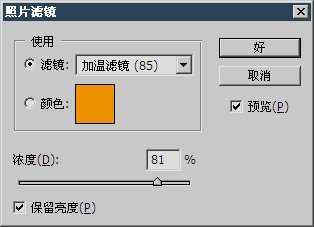 照片滤镜
使用
滤镜: 加温滤镜 (85)
颜色:
好
取消
预览(P)
浓度(D): 81 %
保留亮度(P)